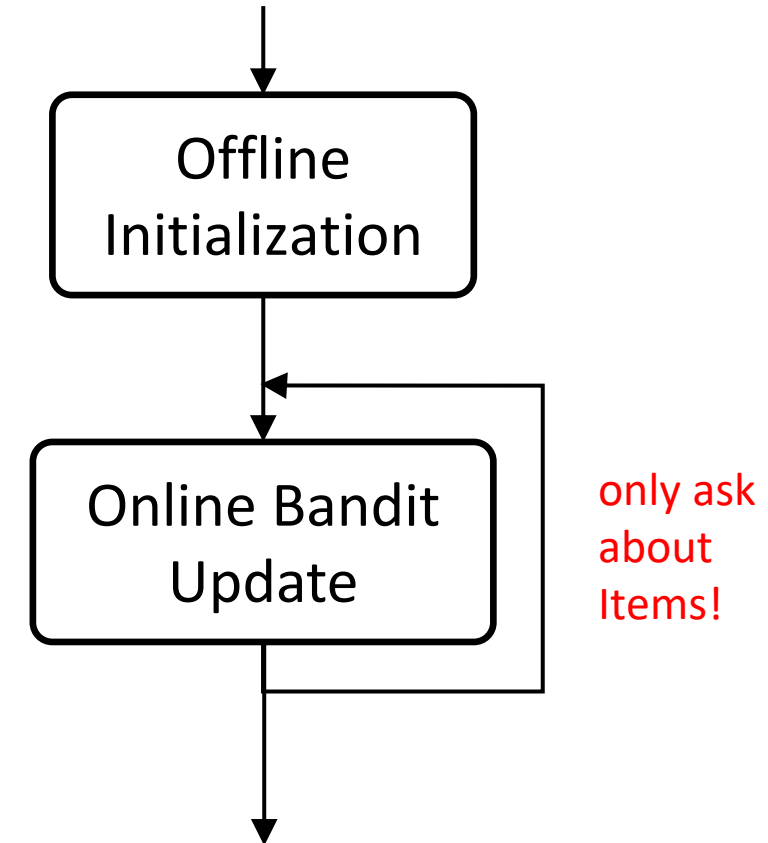 Offline
Initialization
Online Bandit
Update
only ask
about
Items!